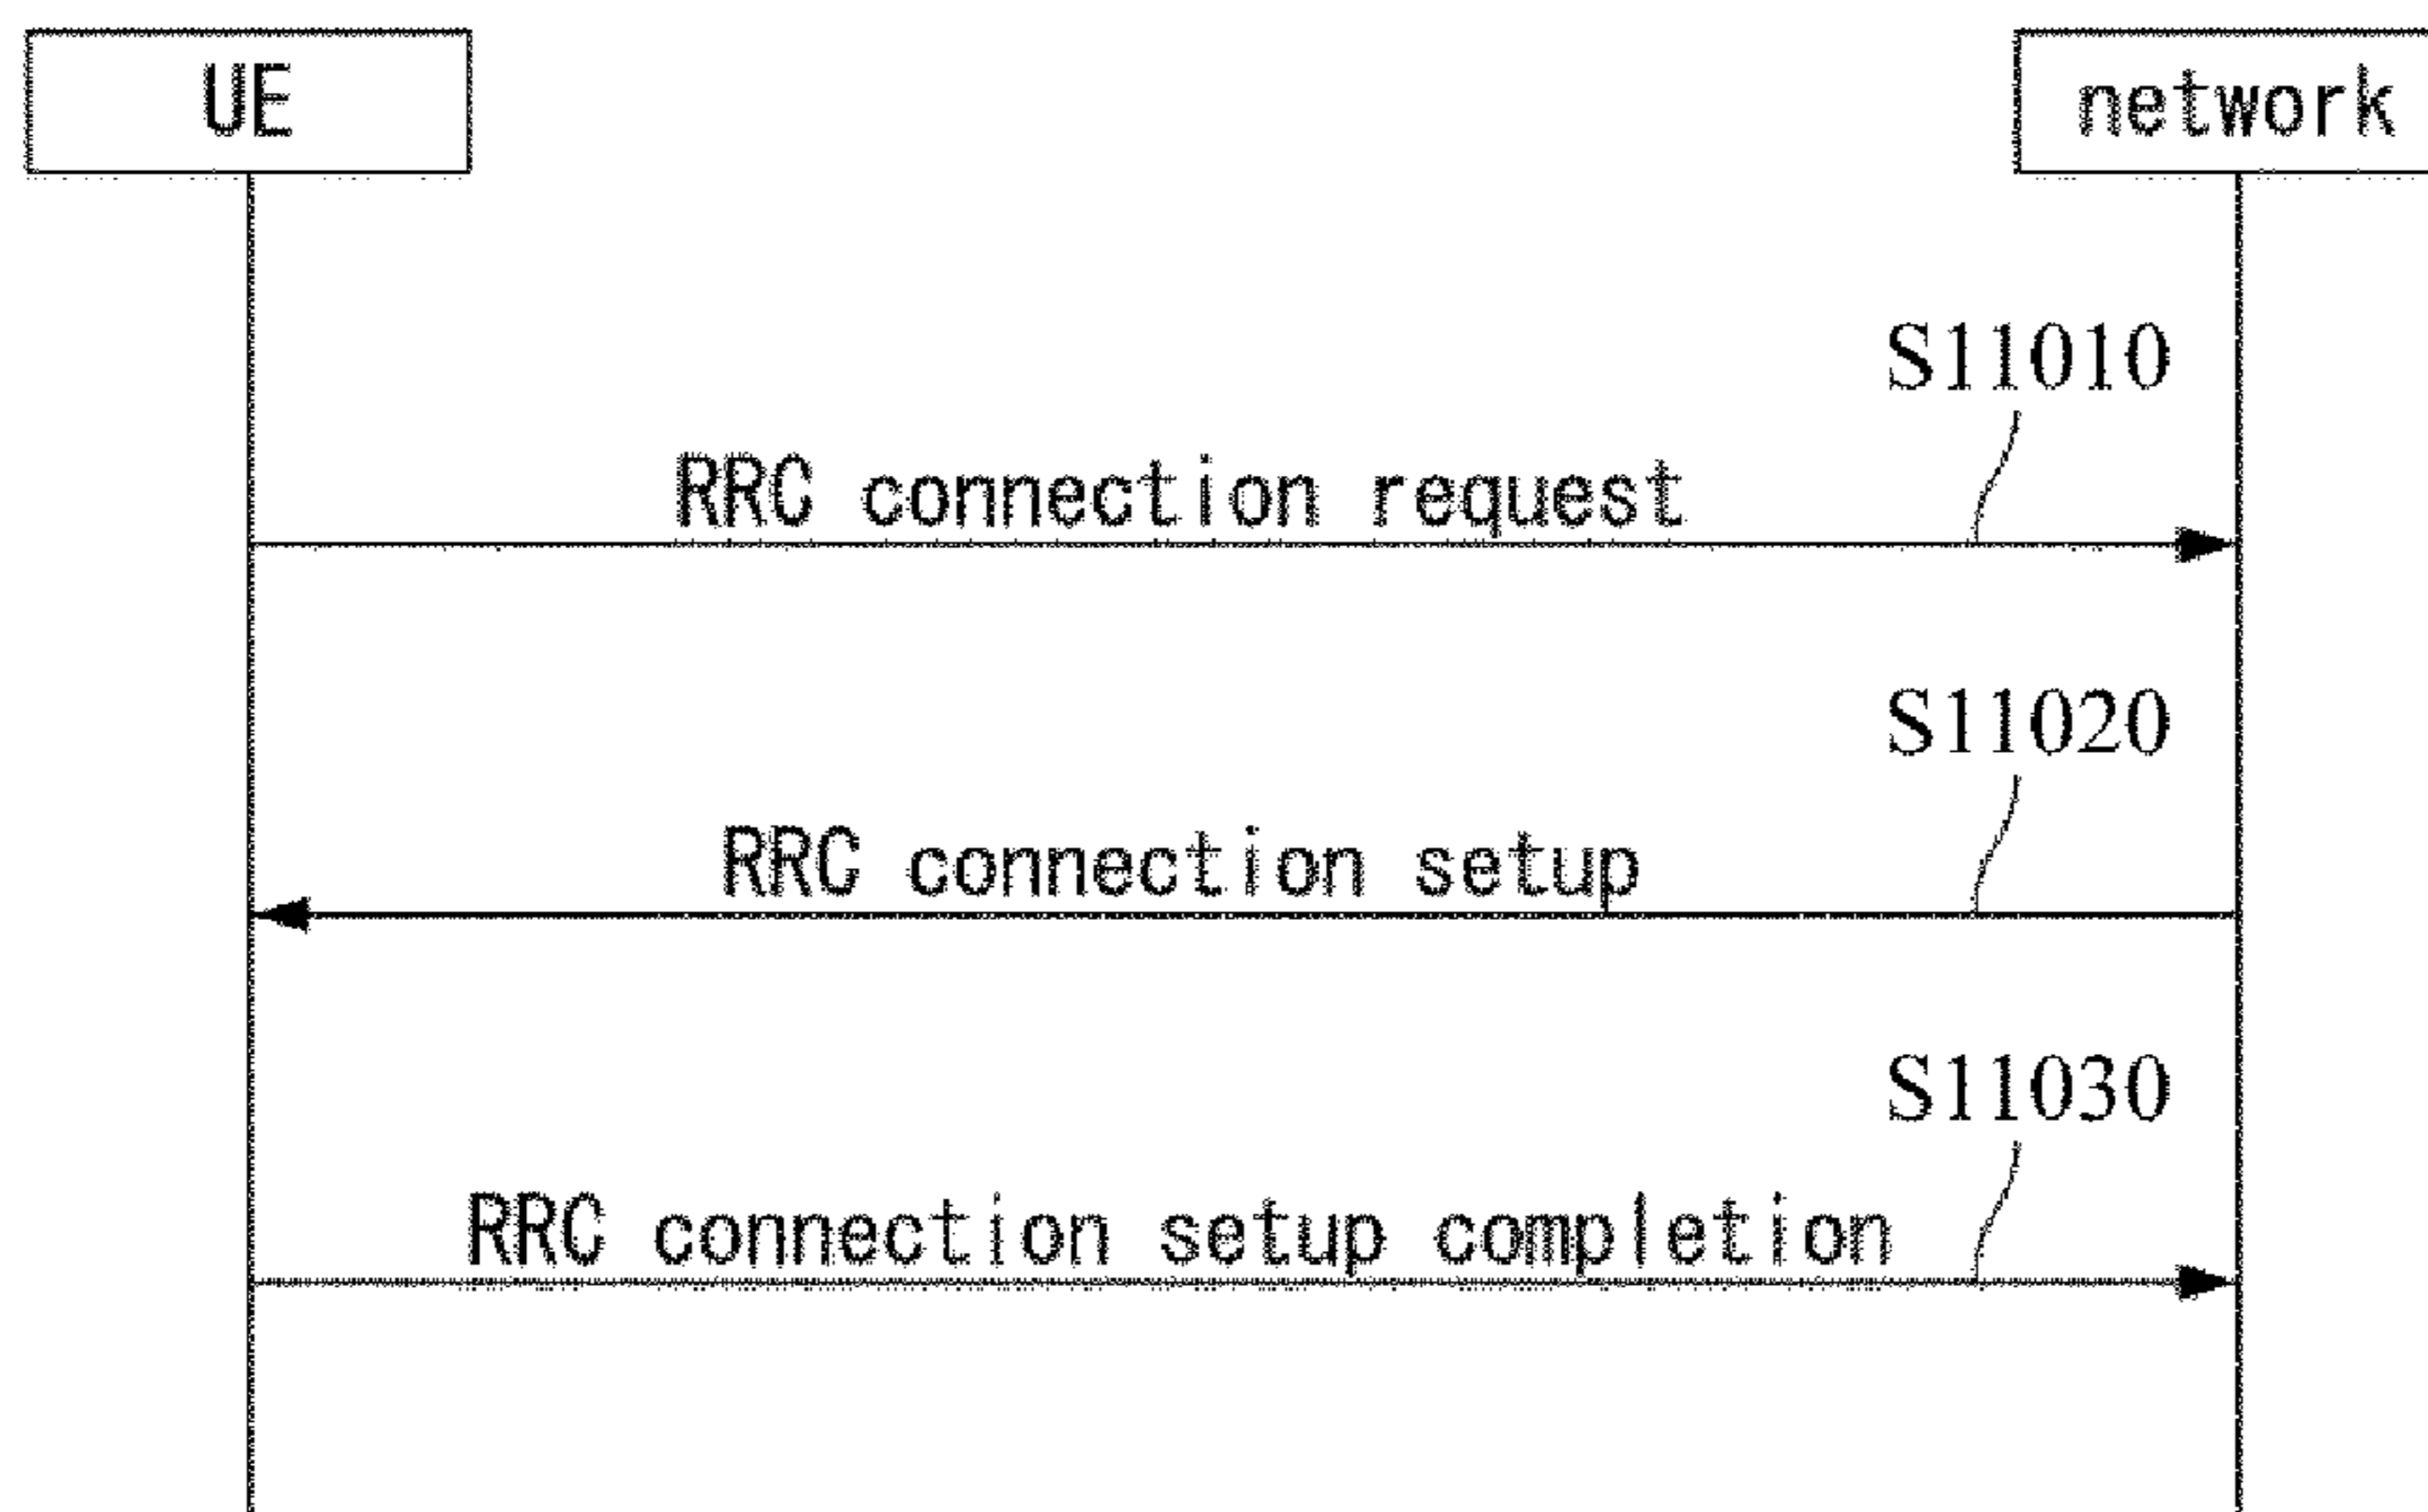 UE
network
S11010
RRC connection request
S11020
RRC connection setup
S11030
RRC connection setup completion